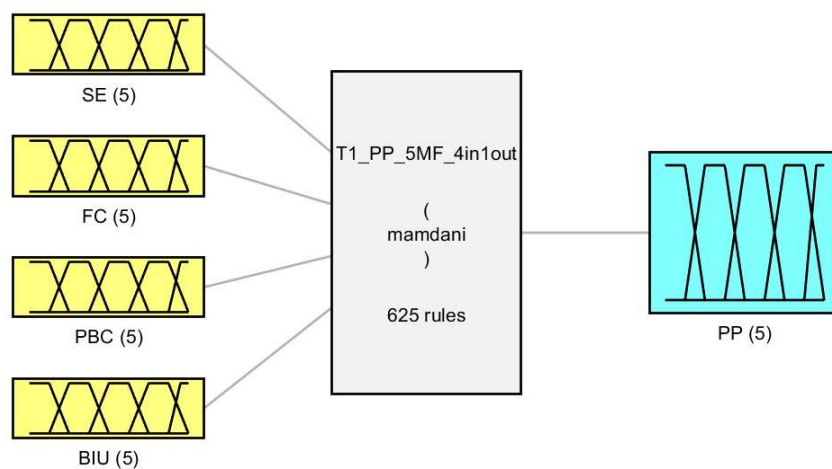 SE (5)
FC (5)
PBC (5)
BIU (5)
T1_PP_5MF_4in1out
(
mamdani
)
625 rules
PP (5)